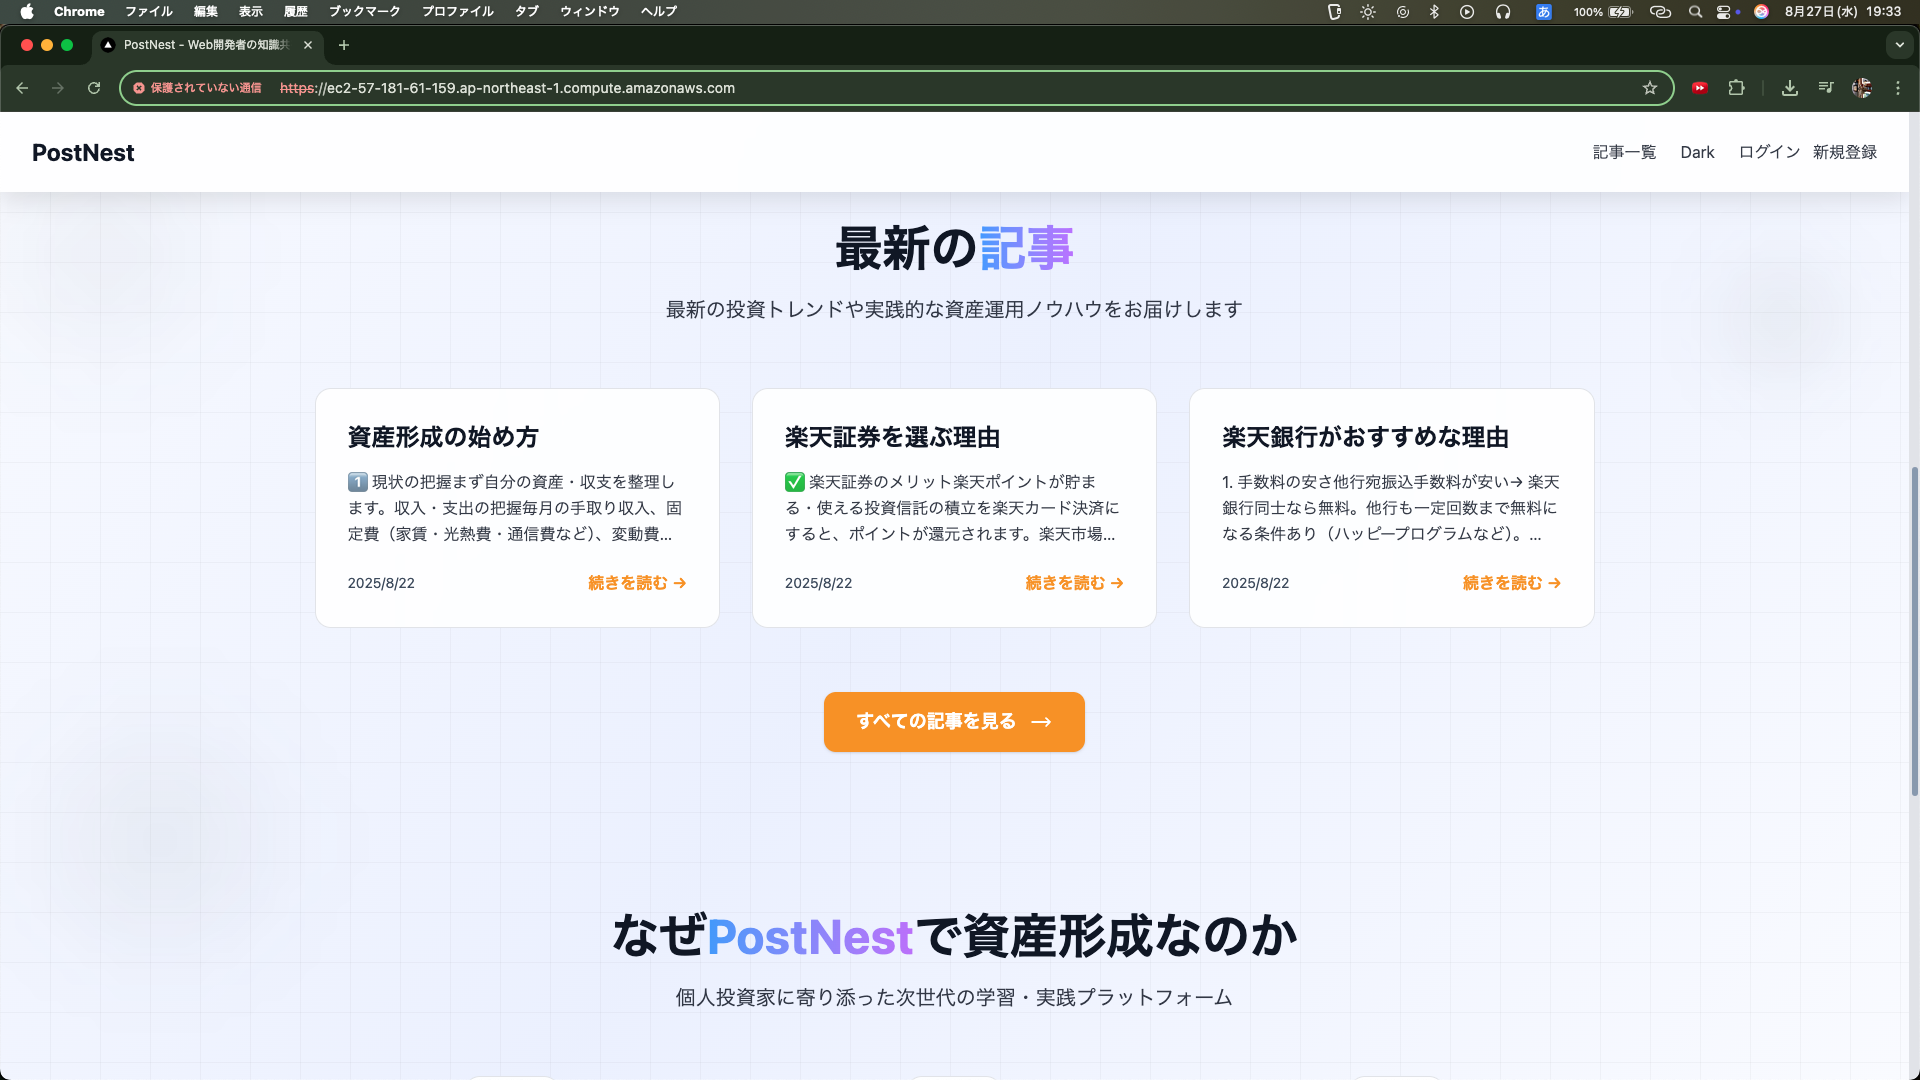 Chrome ファイル 編集 表示 履歴 ブックマーク プロファイル タブ ウィンドウ ヘルプ
あ 100% 8月27日(水) 19:33
PostNest - Web開発者の知識共
保護されていない通信 https://ec2-57-181-61-159.ap-northeast-1.compute.amazonaws.com
PostNest
記事一覧 Dark ログイン 新規登録
最新の記事
最新の投資トレンドや実践的な資産運用ノウハウをお届けします
資産形成の始め方
1️⃣ 現状の把握まず自分の資産・収支を整理し
ます。収入・支出の把握毎月の手取り収入、固
定費（家賃・光熱費・通信費など）、変動費...
2025/8/22 続きを読む →
楽天証券を選ぶ理由
✅ 楽天証券のメリット楽天ポイントが貯ま
る・使える投資信託の積立を楽天カード決済に
すると、ポイントが還元されます。楽天市場...
2025/8/22 続きを読む →
楽天銀行がおすすめな理由
1. 手数料の安さ他行宛振込手数料が安い→ 楽天
銀行同士なら無料。他行も一定回数まで無料に
なる条件あり（ハッピープログラムなど）。...
2025/8/22 続きを読む →
すべての記事を見る →
なぜPostNestで資産形成なのか
個人投資家に寄り添った次世代の学習・実践プラットフォーム